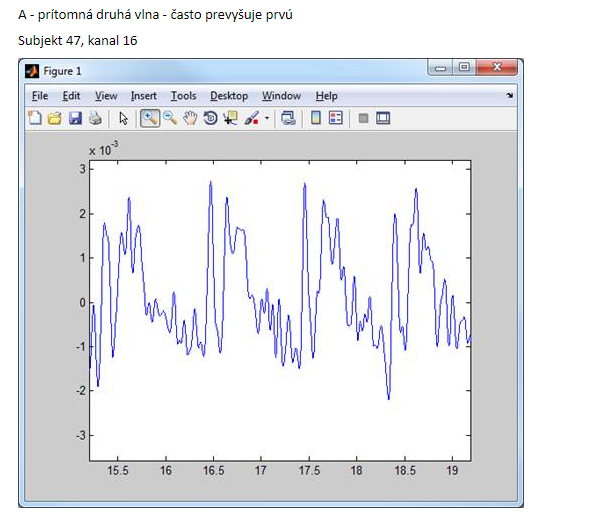 A - prítomná druhá vlna - často prevyšuje prvú
Subjekt 47, kanal 16
Figure 1
File Edit View Insert Tools Desktop Window Help
x 10^-3
3
2
1
0
-1
-2
-3
15.5 16 16.5 17 17.5 18 18.5 19